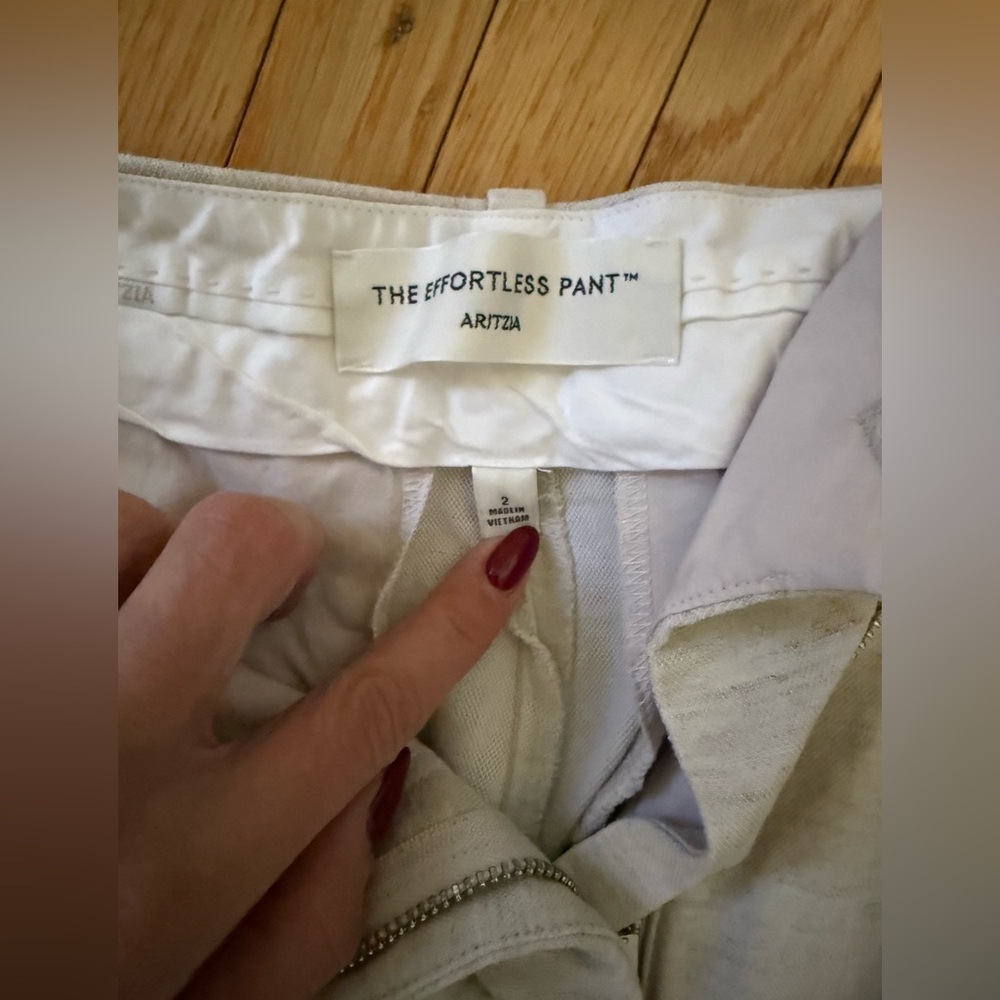 THE EFFORTLESS PANT™
ZIA
ARITZIA
2
MADE IN
VIETNAM